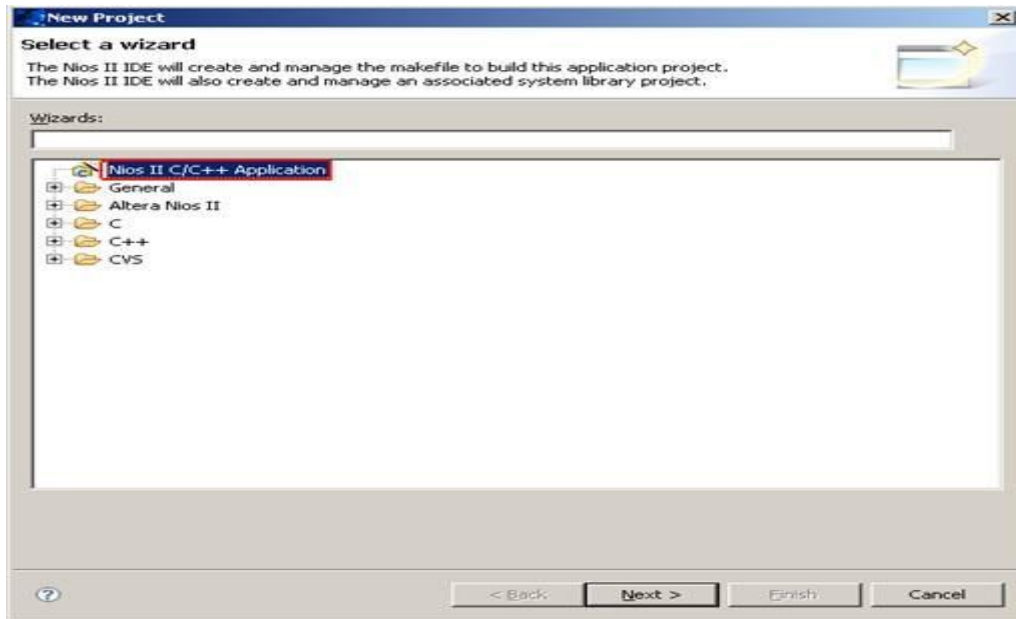 New Project
Select a wizard
The Nios II IDE will create and manage the makefile to build this application project.
The Nios II IDE will also create and manage an associated system library project.
Wizards:
Nios II C/C++ Application
General
Altera Nios II
C
C++
CVS
< Back
Next >
Finish
Cancel